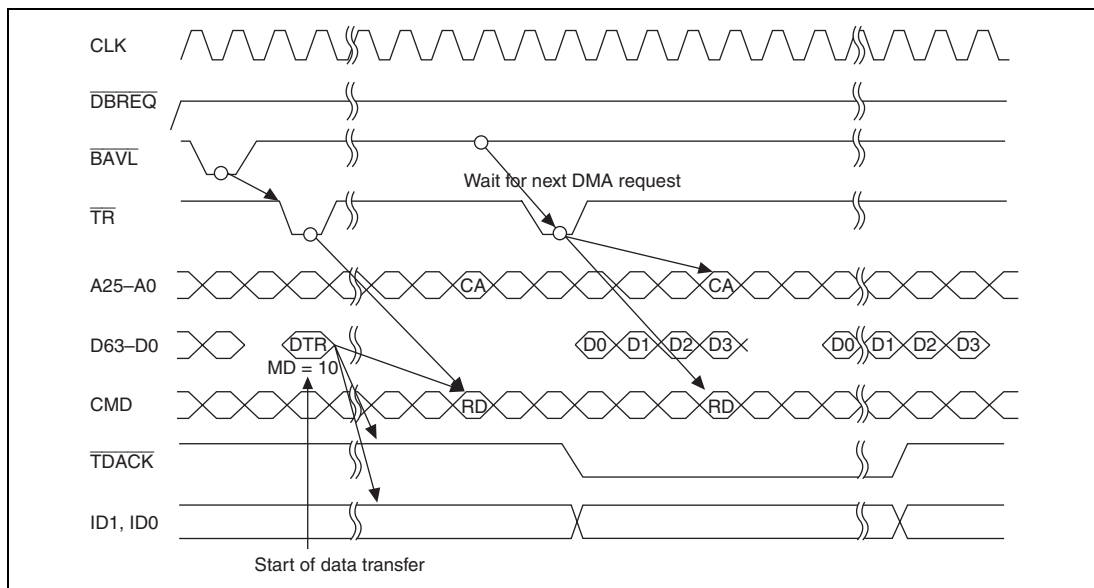 CLK
DBREQ
BAVL
Wait for next DMA request
TR
A25–A0 CA CA
D63–D0 DTR D0 D1 D2 D3 D0 D1 D2 D3
MD = 10
CMD RD RD
TDACK
ID1, ID0
Start of data transfer